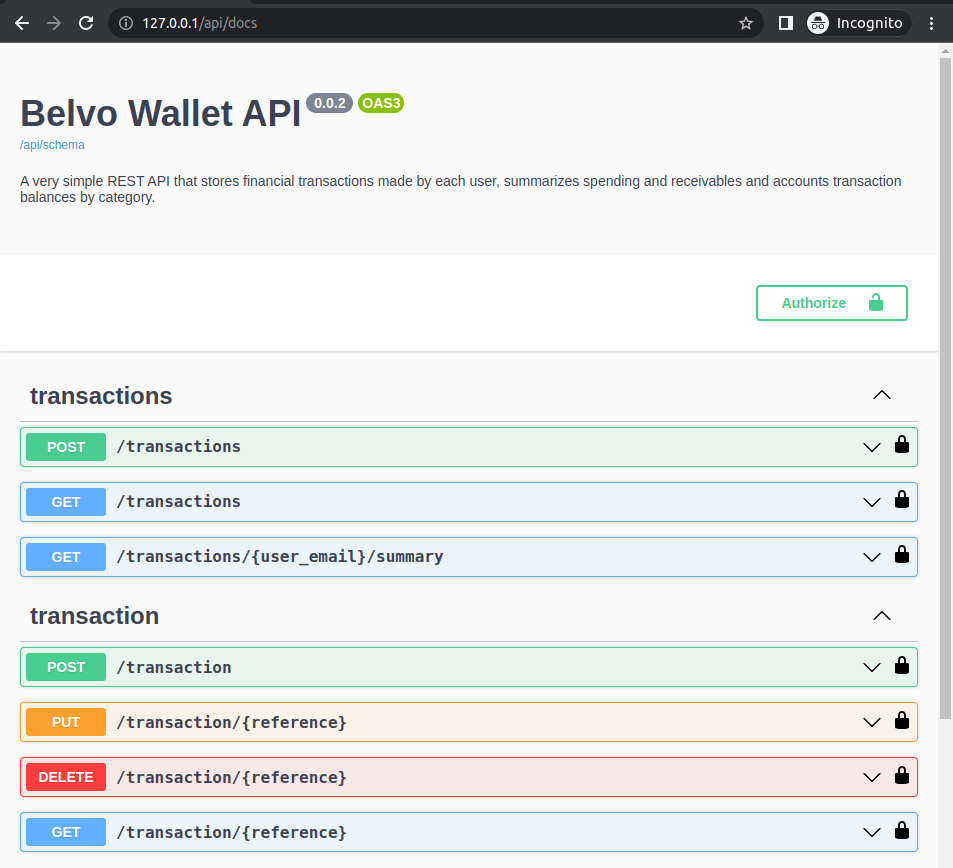 127.0.0.1/api/docs
Incognito
Belvo Wallet API 0.0.2 OAS3
/api/schema
A very simple REST API that stores financial transactions made by each user, summarizes spending and receivables and accounts transaction
balances by category.
Authorize
transactions
POST /transactions
GET /transactions
GET /transactions/{user_email}/summary
transaction
POST /transaction
PUT /transaction/{reference}
DELETE /transaction/{reference}
GET /transaction/{reference}